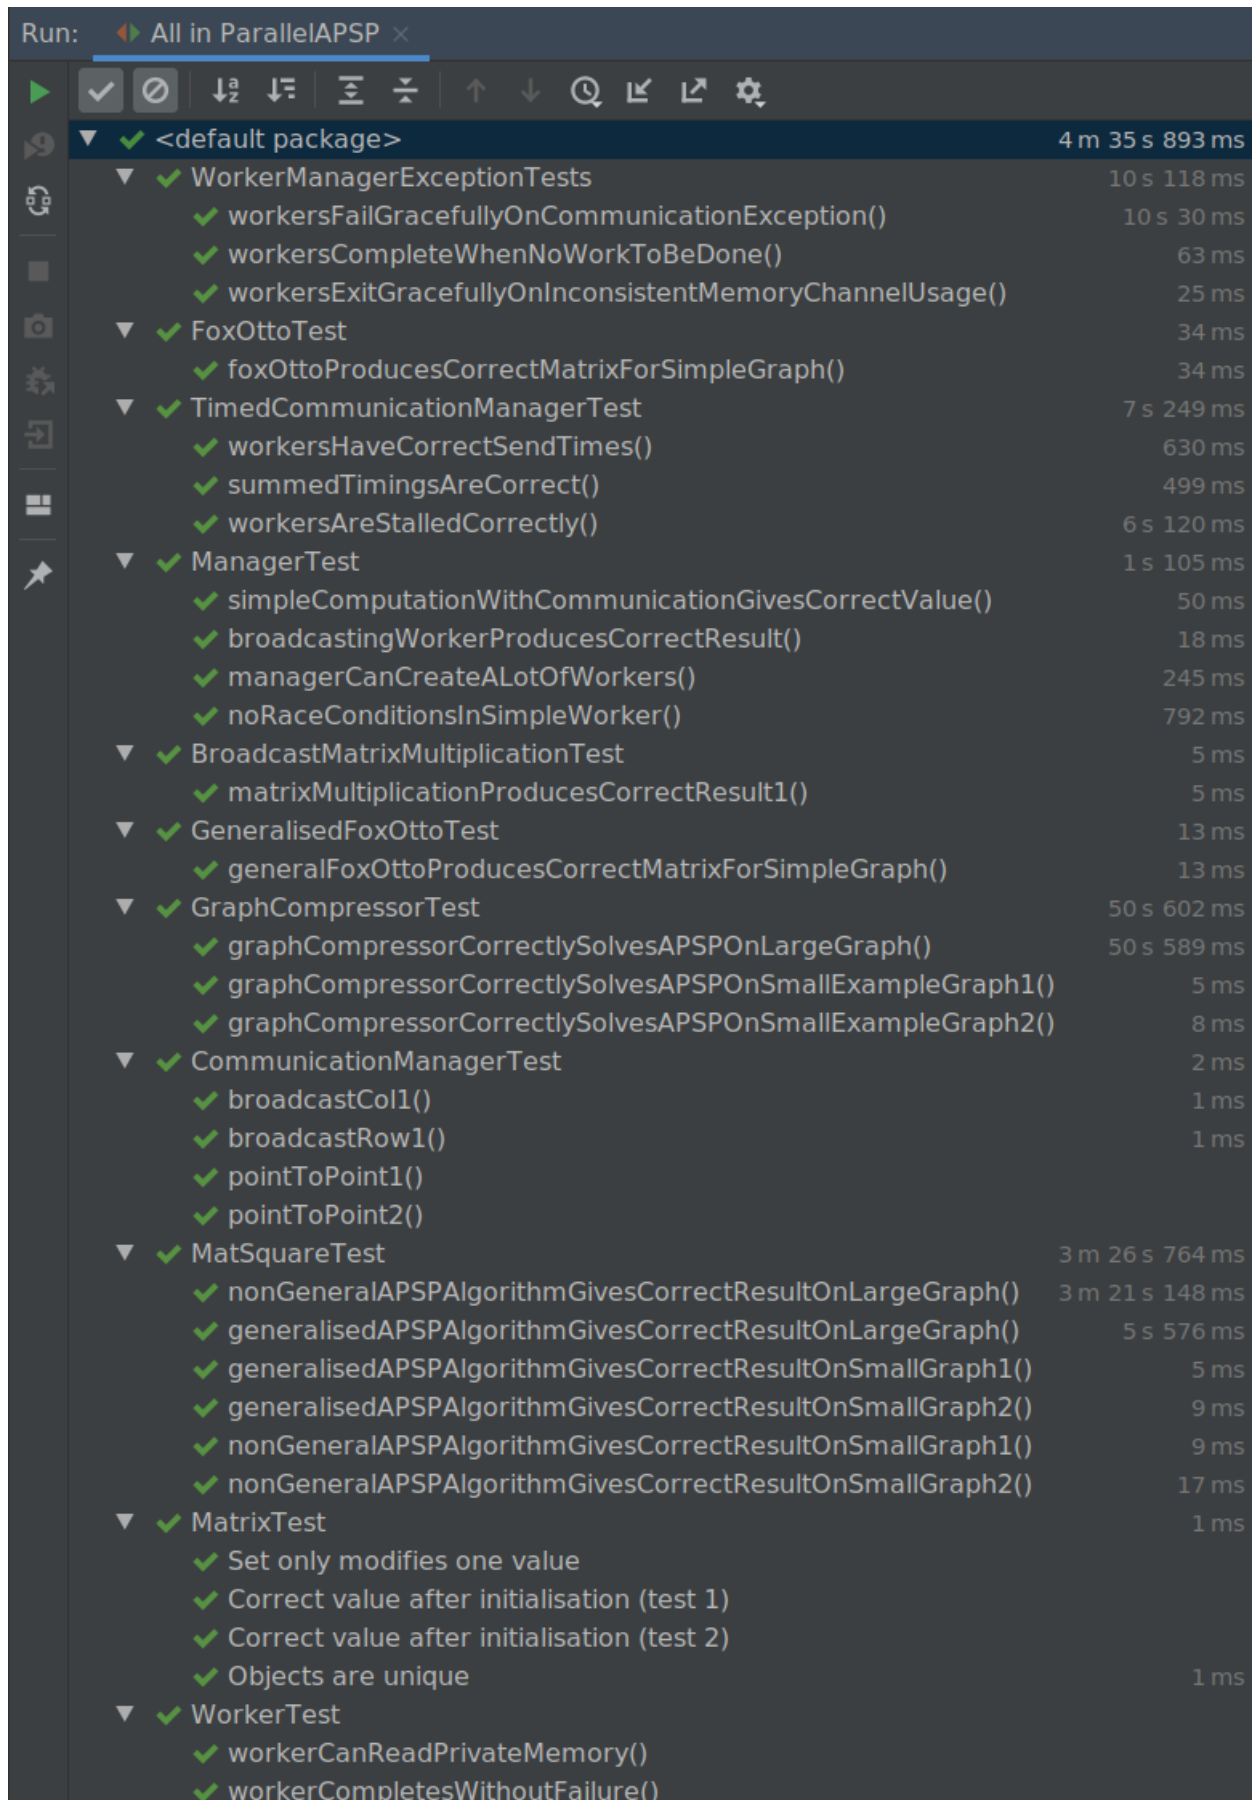 Run: All in ParallelAPSP
<default package> 4 m 35 s 893 ms
WorkerManagerExceptionTests 10 s 118 ms
workersFailGracefullyOnCommunicationException() 10 s 30 ms
workersCompleteWhenNoWorkToBeDone() 63 ms
workersExitGracefullyOnInconsistentMemoryChannelUsage() 25 ms
FoxOttoTest 34 ms
foxOttoProducesCorrectMatrixForSimpleGraph() 34 ms
TimedCommunicationManagerTest 7 s 249 ms
workersHaveCorrectSendTimes() 630 ms
summedTimingsAreCorrect() 499 ms
workersAreStalledCorrectly() 6 s 120 ms
ManagerTest 1 s 105 ms
simpleComputationWithCommunicationGivesCorrectValue() 50 ms
broadcastingWorkerProducesCorrectResult() 18 ms
managerCanCreateALotOfWorkers() 245 ms
noRaceConditionsInSimpleWorker() 792 ms
BroadcastMatrixMultiplicationTest 5 ms
matrixMultiplicationProducesCorrectResult1() 5 ms
GeneralisedFoxOttoTest 13 ms
generalFoxOttoProducesCorrectMatrixForSimpleGraph() 13 ms
GraphCompressorTest 50 s 602 ms
graphCompressorCorrectlySolvesAPSPOnLargeGraph() 50 s 589 ms
graphCompressorCorrectlySolvesAPSPOnSmallExampleGraph1() 5 ms
graphCompressorCorrectlySolvesAPSPOnSmallExampleGraph2() 8 ms
CommunicationManagerTest 2 ms
broadcastCol1() 1 ms
broadcastRow1() 1 ms
pointToPoint1()
pointToPoint2()
MatSquareTest 3 m 26 s 764 ms
nonGeneralAPSPAlgorithmGivesCorrectResultOnLargeGraph() 3 m 21 s 148 ms
generalisedAPSPAlgorithmGivesCorrectResultOnLargeGraph() 5 s 576 ms
generalisedAPSPAlgorithmGivesCorrectResultOnSmallGraph1() 5 ms
generalisedAPSPAlgorithmGivesCorrectResultOnSmallGraph2() 9 ms
nonGeneralAPSPAlgorithmGivesCorrectResultOnSmallGraph1() 9 ms
nonGeneralAPSPAlgorithmGivesCorrectResultOnSmallGraph2() 17 ms
MatrixTest 1 ms
Set only modifies one value
Correct value after initialisation (test 1)
Correct value after initialisation (test 2)
Objects are unique 1 ms
WorkerTest
workerCanReadPrivateMemory()
workerCompletesWithoutFailure()